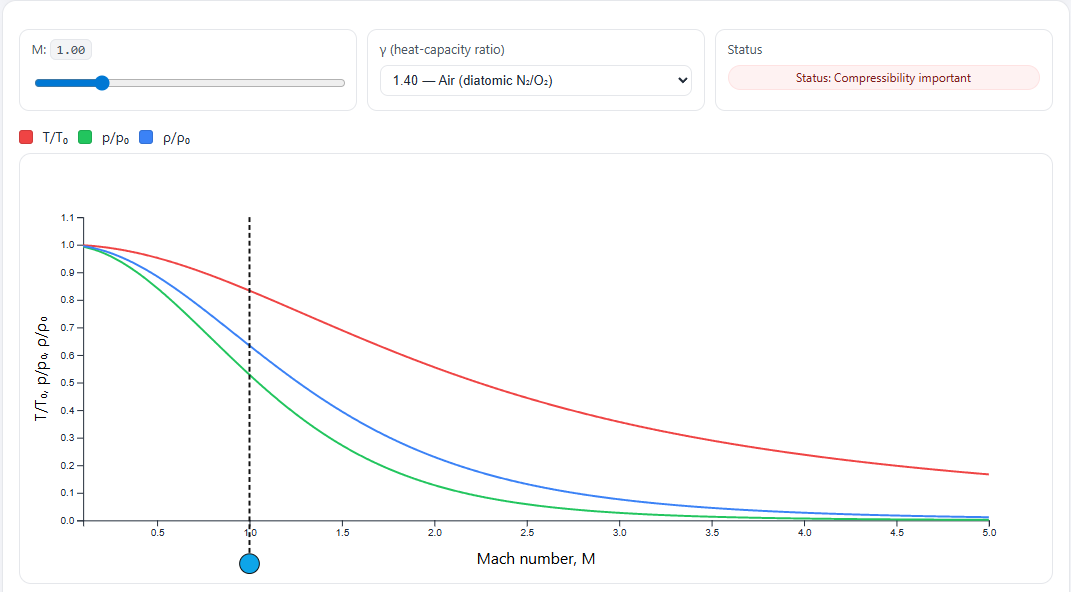 M: 1.00
γ (heat-capacity ratio)
1.40 — Air (diatomic N₂/O₂)
Status
Status: Compressibility important
T/T₀ p/p₀ ρ/ρ₀
1.1
1.0
0.9
0.8
0.7
0.6
0.5
0.4
0.3
0.2
0.1
0.0
T/T₀, p/p₀, ρ/ρ₀
0.5 1.0 1.5 2.0 2.5 3.0 3.5 4.0 4.5 5.0
Mach number, M